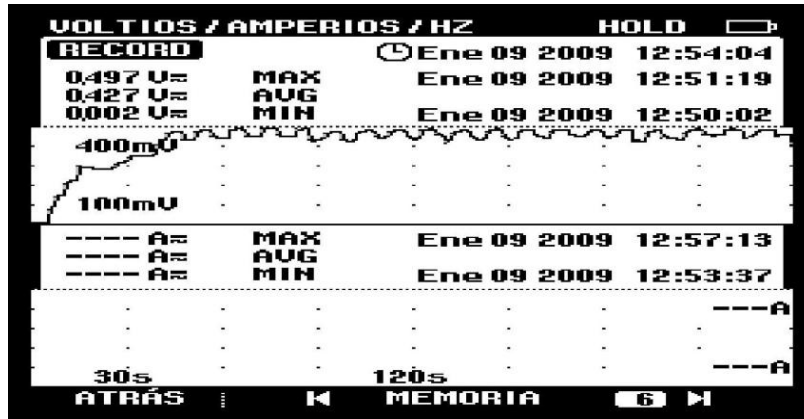 VOLTIOS / AMPERIOS / HZ HOLD
RECORD Ene 09 2009 12:54:04
0,497 V≂ MAX Ene 09 2009 12:51:19
0,427 V≂ AVG
0,002 V≂ MIN Ene 09 2009 12:50:02
400mV
100mV
---- A≂ MAX Ene 09 2009 12:57:13
---- A≂ AVG
---- A≂ MIN Ene 09 2009 12:53:37
---A
---A
30s 120s
ATRÁS MEMORIA 6